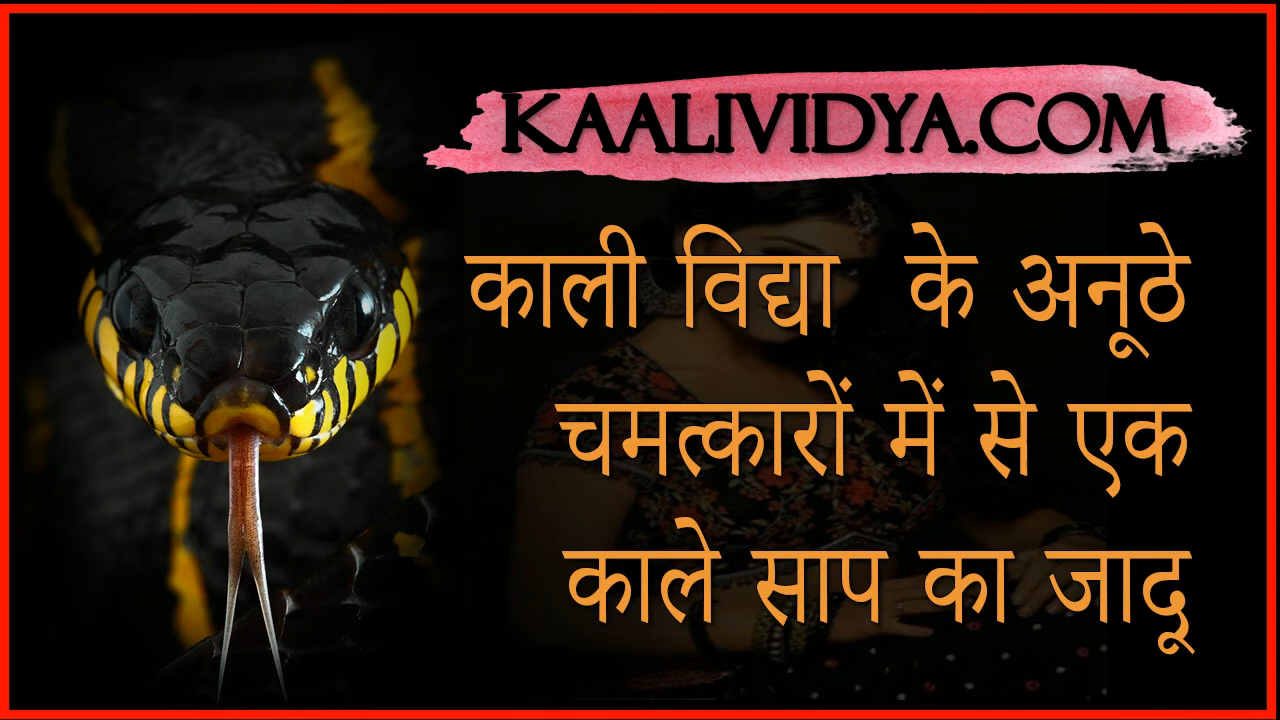 KAALIVIDYA.COM
काली विद्या के अनूठे
चमत्कारों में से एक
काले साप का जादू